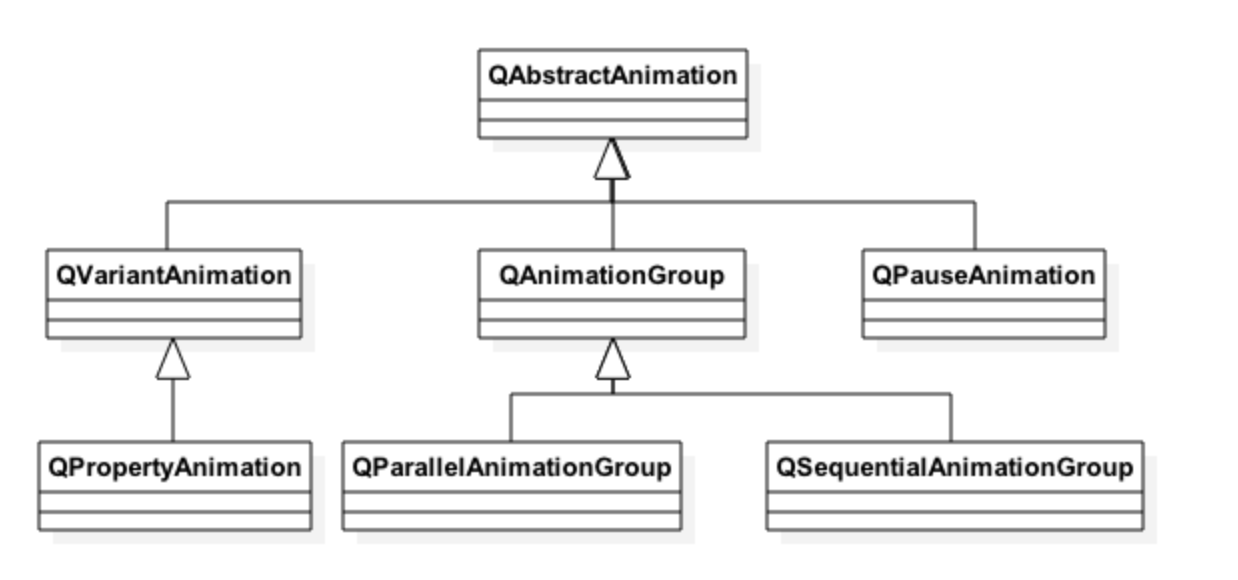 QAbstractAnimation
QVariantAnimation
QAnimationGroup
QPauseAnimation
QPropertyAnimation
QParallelAnimationGroup
QSequentialAnimationGroup